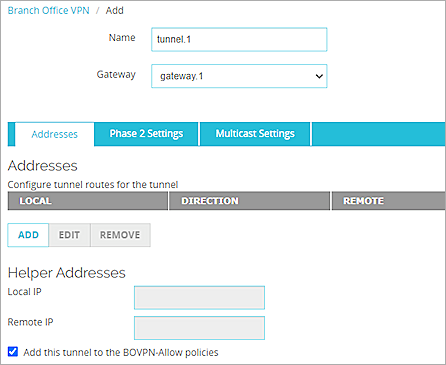 Branch Office VPN / Add
Name tunnel.1
Gateway gateway.1
Addresses Phase 2 Settings Multicast Settings
Addresses
Configure tunnel routes for the tunnel
LOCAL DIRECTION REMOTE
ADD EDIT REMOVE
Helper Addresses
Local IP
Remote IP
Add this tunnel to the BOVPN-Allow policies